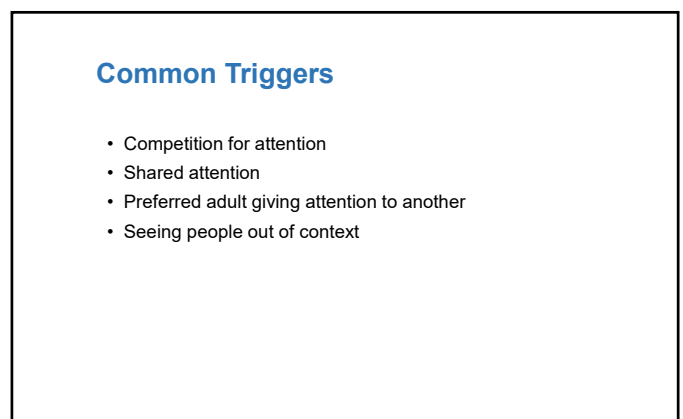 Common Triggers
• Competition for attention
• Shared attention
• Preferred adult giving attention to another
• Seeing people out of context